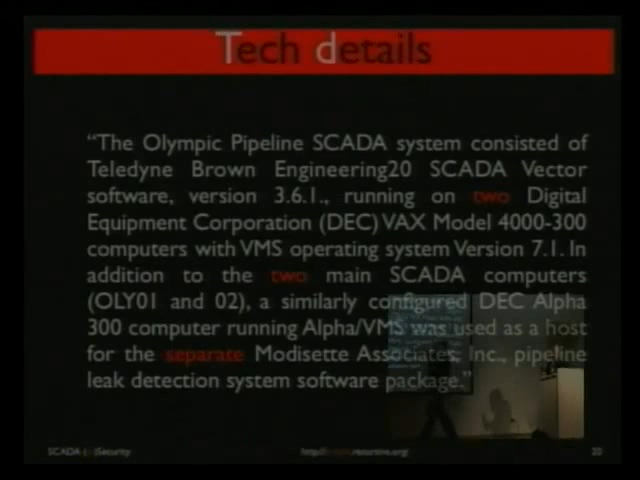 Tech details
“The Olympic Pipeline SCADA system consisted of
Teledyne Brown Engineering20 SCADA Vector
software, version 3.6.1., running on two Digital
Equipment Corporation (DEC) VAX Model 4000-300
computers with VMS operating system Version 7.1. In
addition to the two main SCADA computers
(OLY01 and 02), a similarly configured DEC Alpha
300 computer running Alpha/VMS was used as a host
for the separate Modisette Associates, Inc., pipeline
leak detection system software package.”
SCADA (in)Security
20